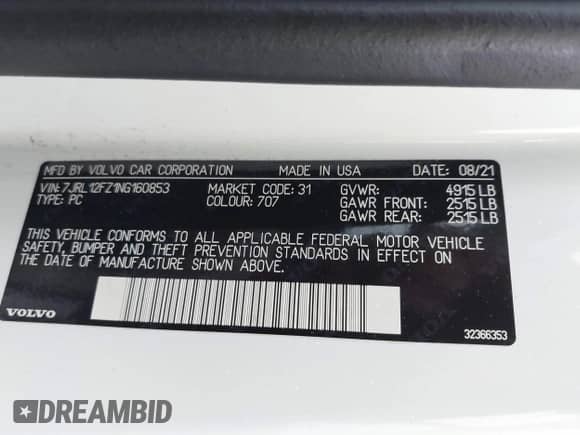 MFD BY VOLVO CAR CORPORATION MADE IN USA DATE: 08/21
VIN: 7JRL12FZ1NG160853 MARKET CODE: 31 GVWR: 4915 LB
TYPE: PC COLOUR: 707 GAWR FRONT: 2515 LB
GAWR REAR: 2515 LB
THIS VEHICLE CONFORMS TO ALL APPLICABLE FEDERAL MOTOR VEHICLE
SAFETY, BUMPER AND THEFT PREVENTION STANDARDS IN EFFECT ON
THE DATE OF MANUFACTURE SHOWN ABOVE.
VOLVO 32366353
DREAMBID